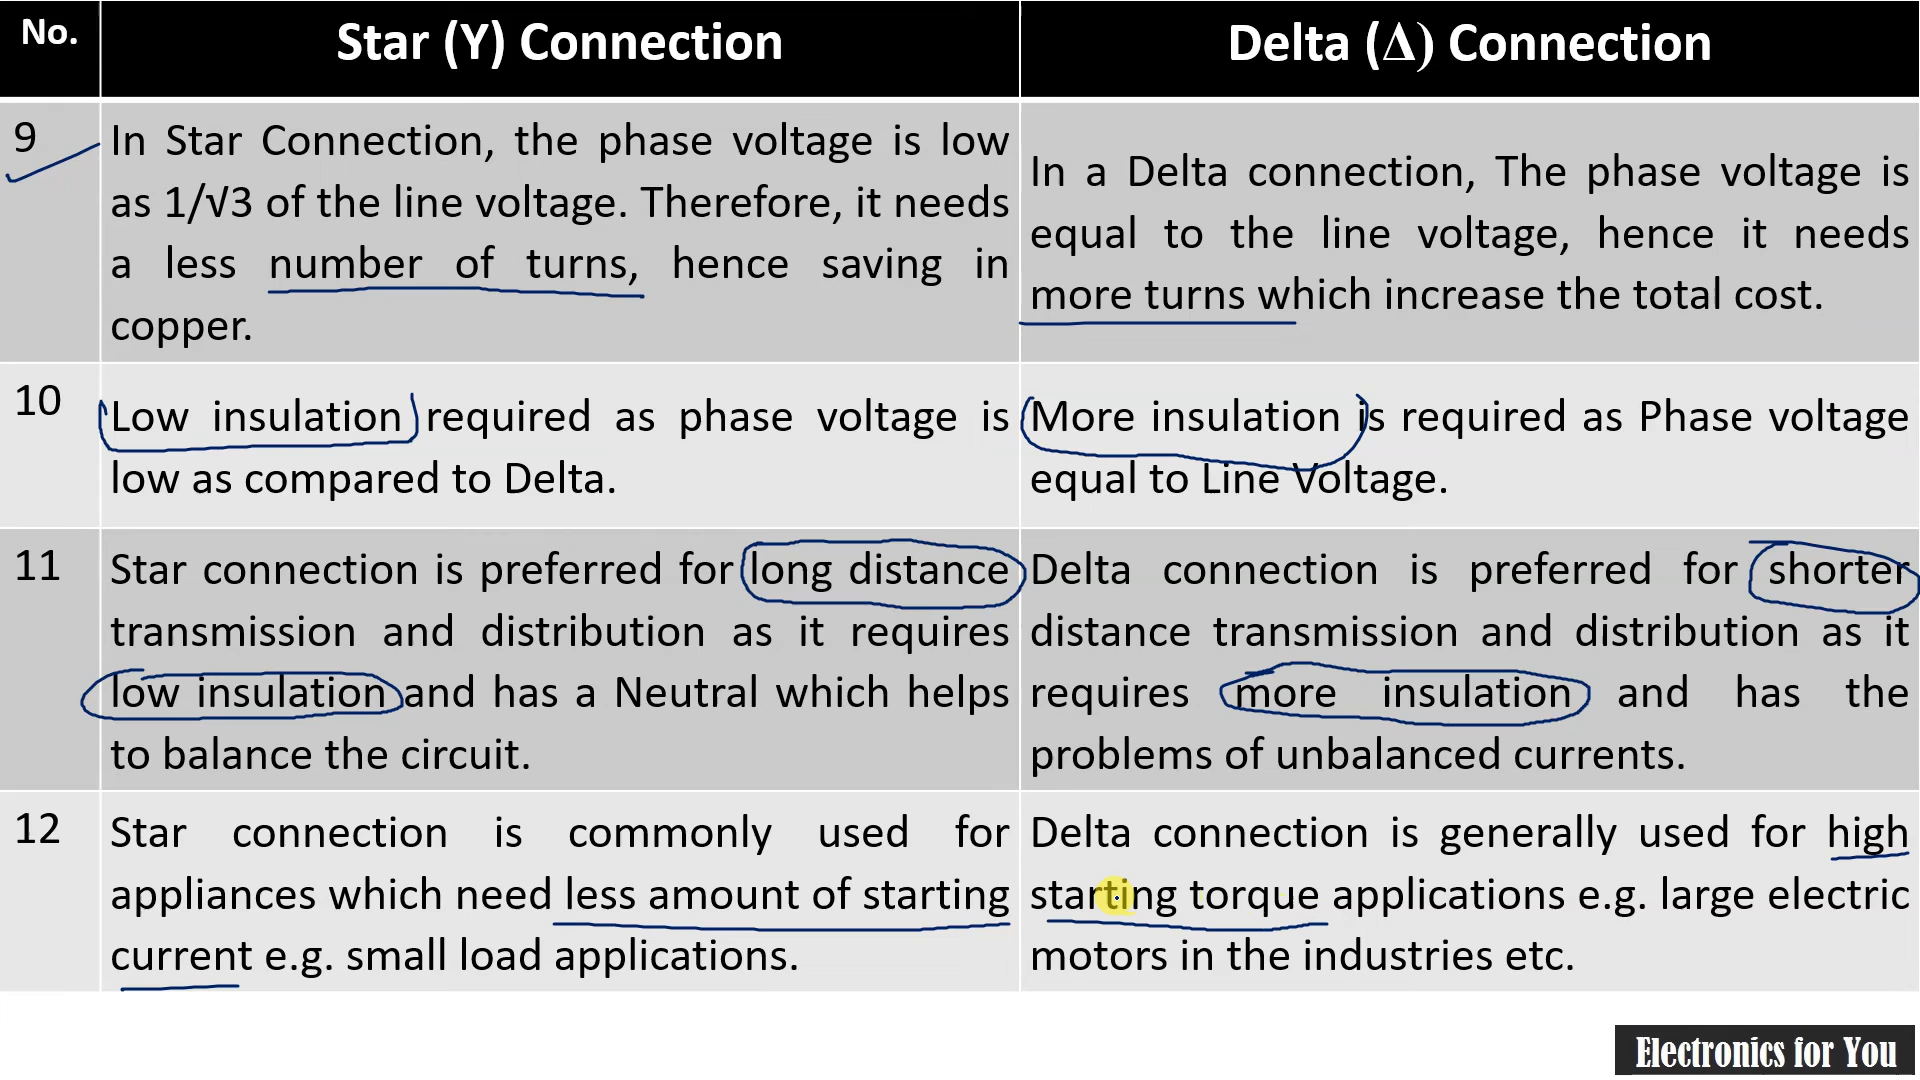 No.
Star (Y) Connection
Delta (Δ) Connection
9
In Star Connection, the phase voltage is low
as 1/√3 of the line voltage. Therefore, it needs
a less number of turns, hence saving in
copper.
In a Delta connection, The phase voltage is
equal to the line voltage, hence it needs
more turns which increase the total cost.
10
Low insulation required as phase voltage is
low as compared to Delta.
More insulation is required as Phase voltage
equal to Line Voltage.
11
Star connection is preferred for long distance
transmission and distribution as it requires
low insulation and has a Neutral which helps
to balance the circuit.
Delta connection is preferred for shorter
distance transmission and distribution as it
requires more insulation and has the
problems of unbalanced currents.
12
Star connection is commonly used for
appliances which need less amount of starting
current e.g. small load applications.
Delta connection is generally used for high
starting torque applications e.g. large electric
motors in the industries etc.
Electronics for You